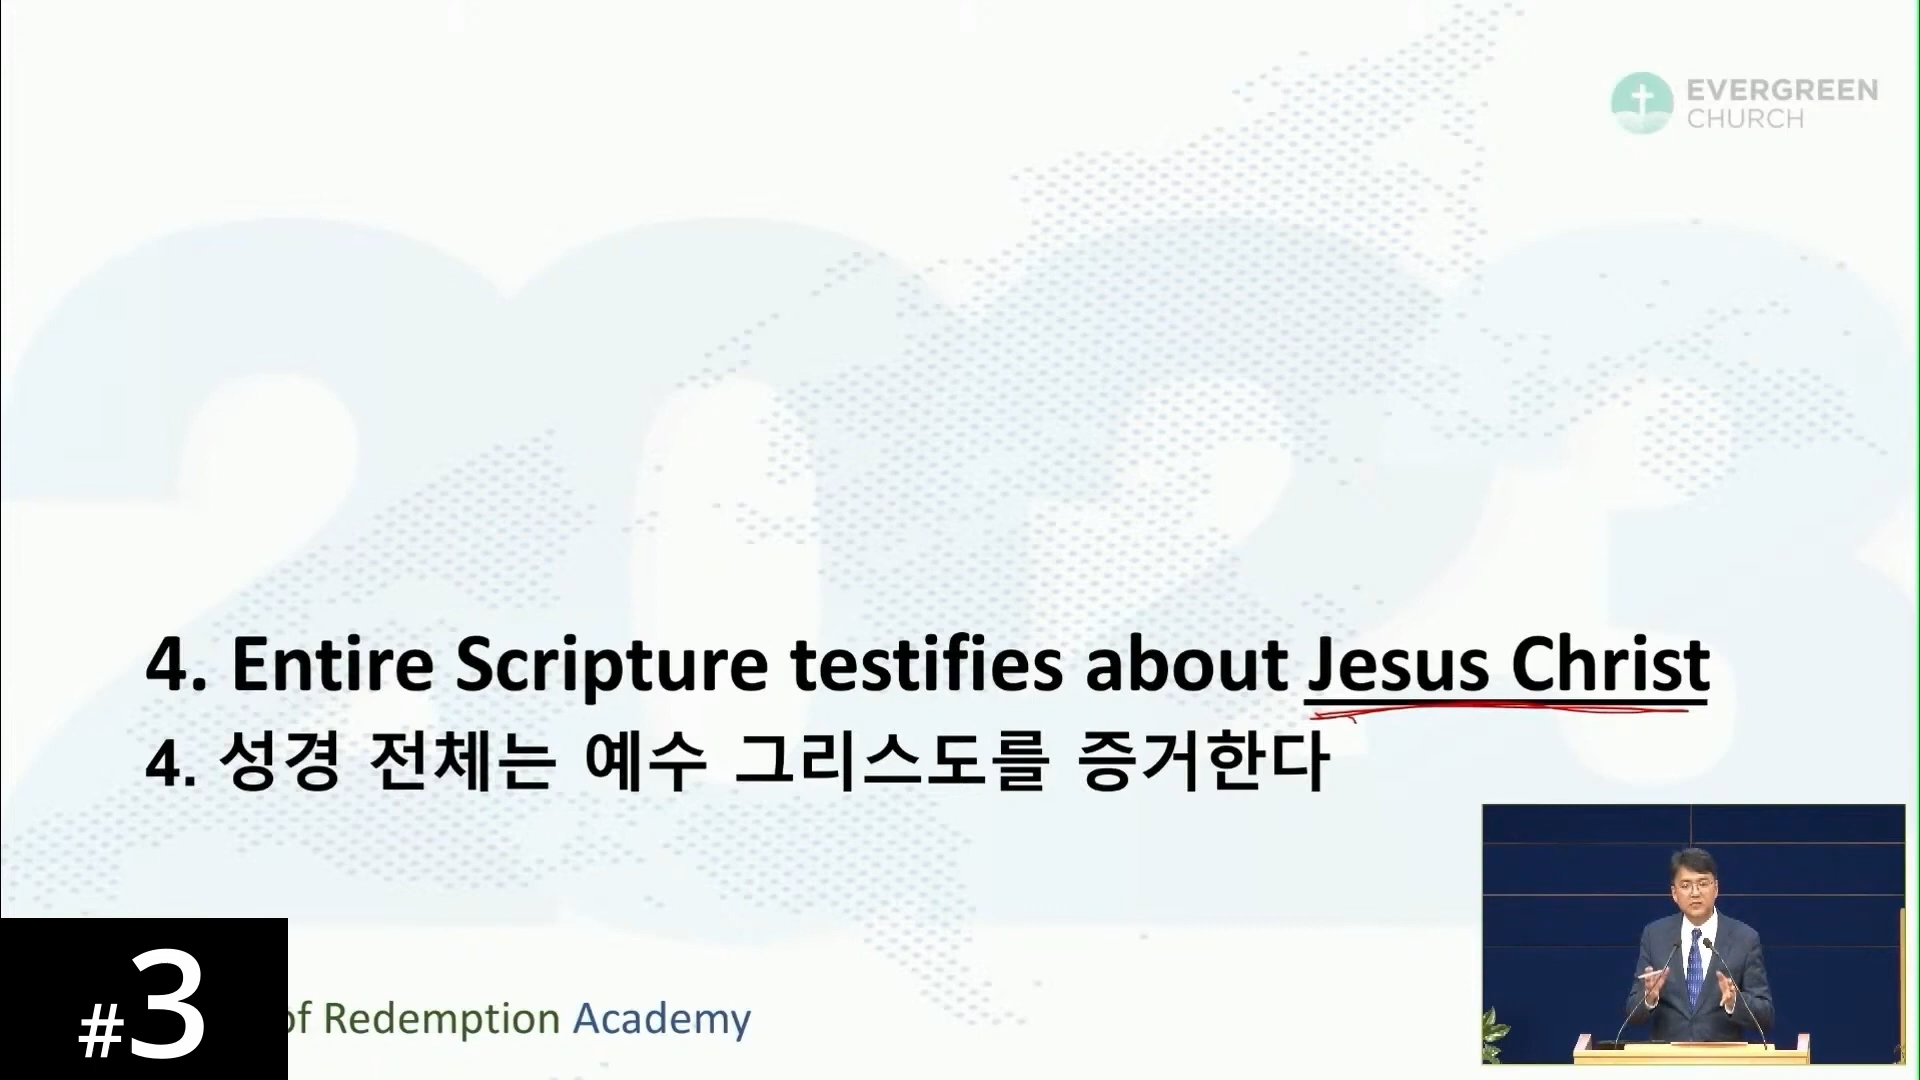 EVERGREEN
CHURCH
2023
4. Entire Scripture testifies about Jesus Christ
4. 성경 전체는 예수 그리스도를 증거한다
#3
of Redemption Academy